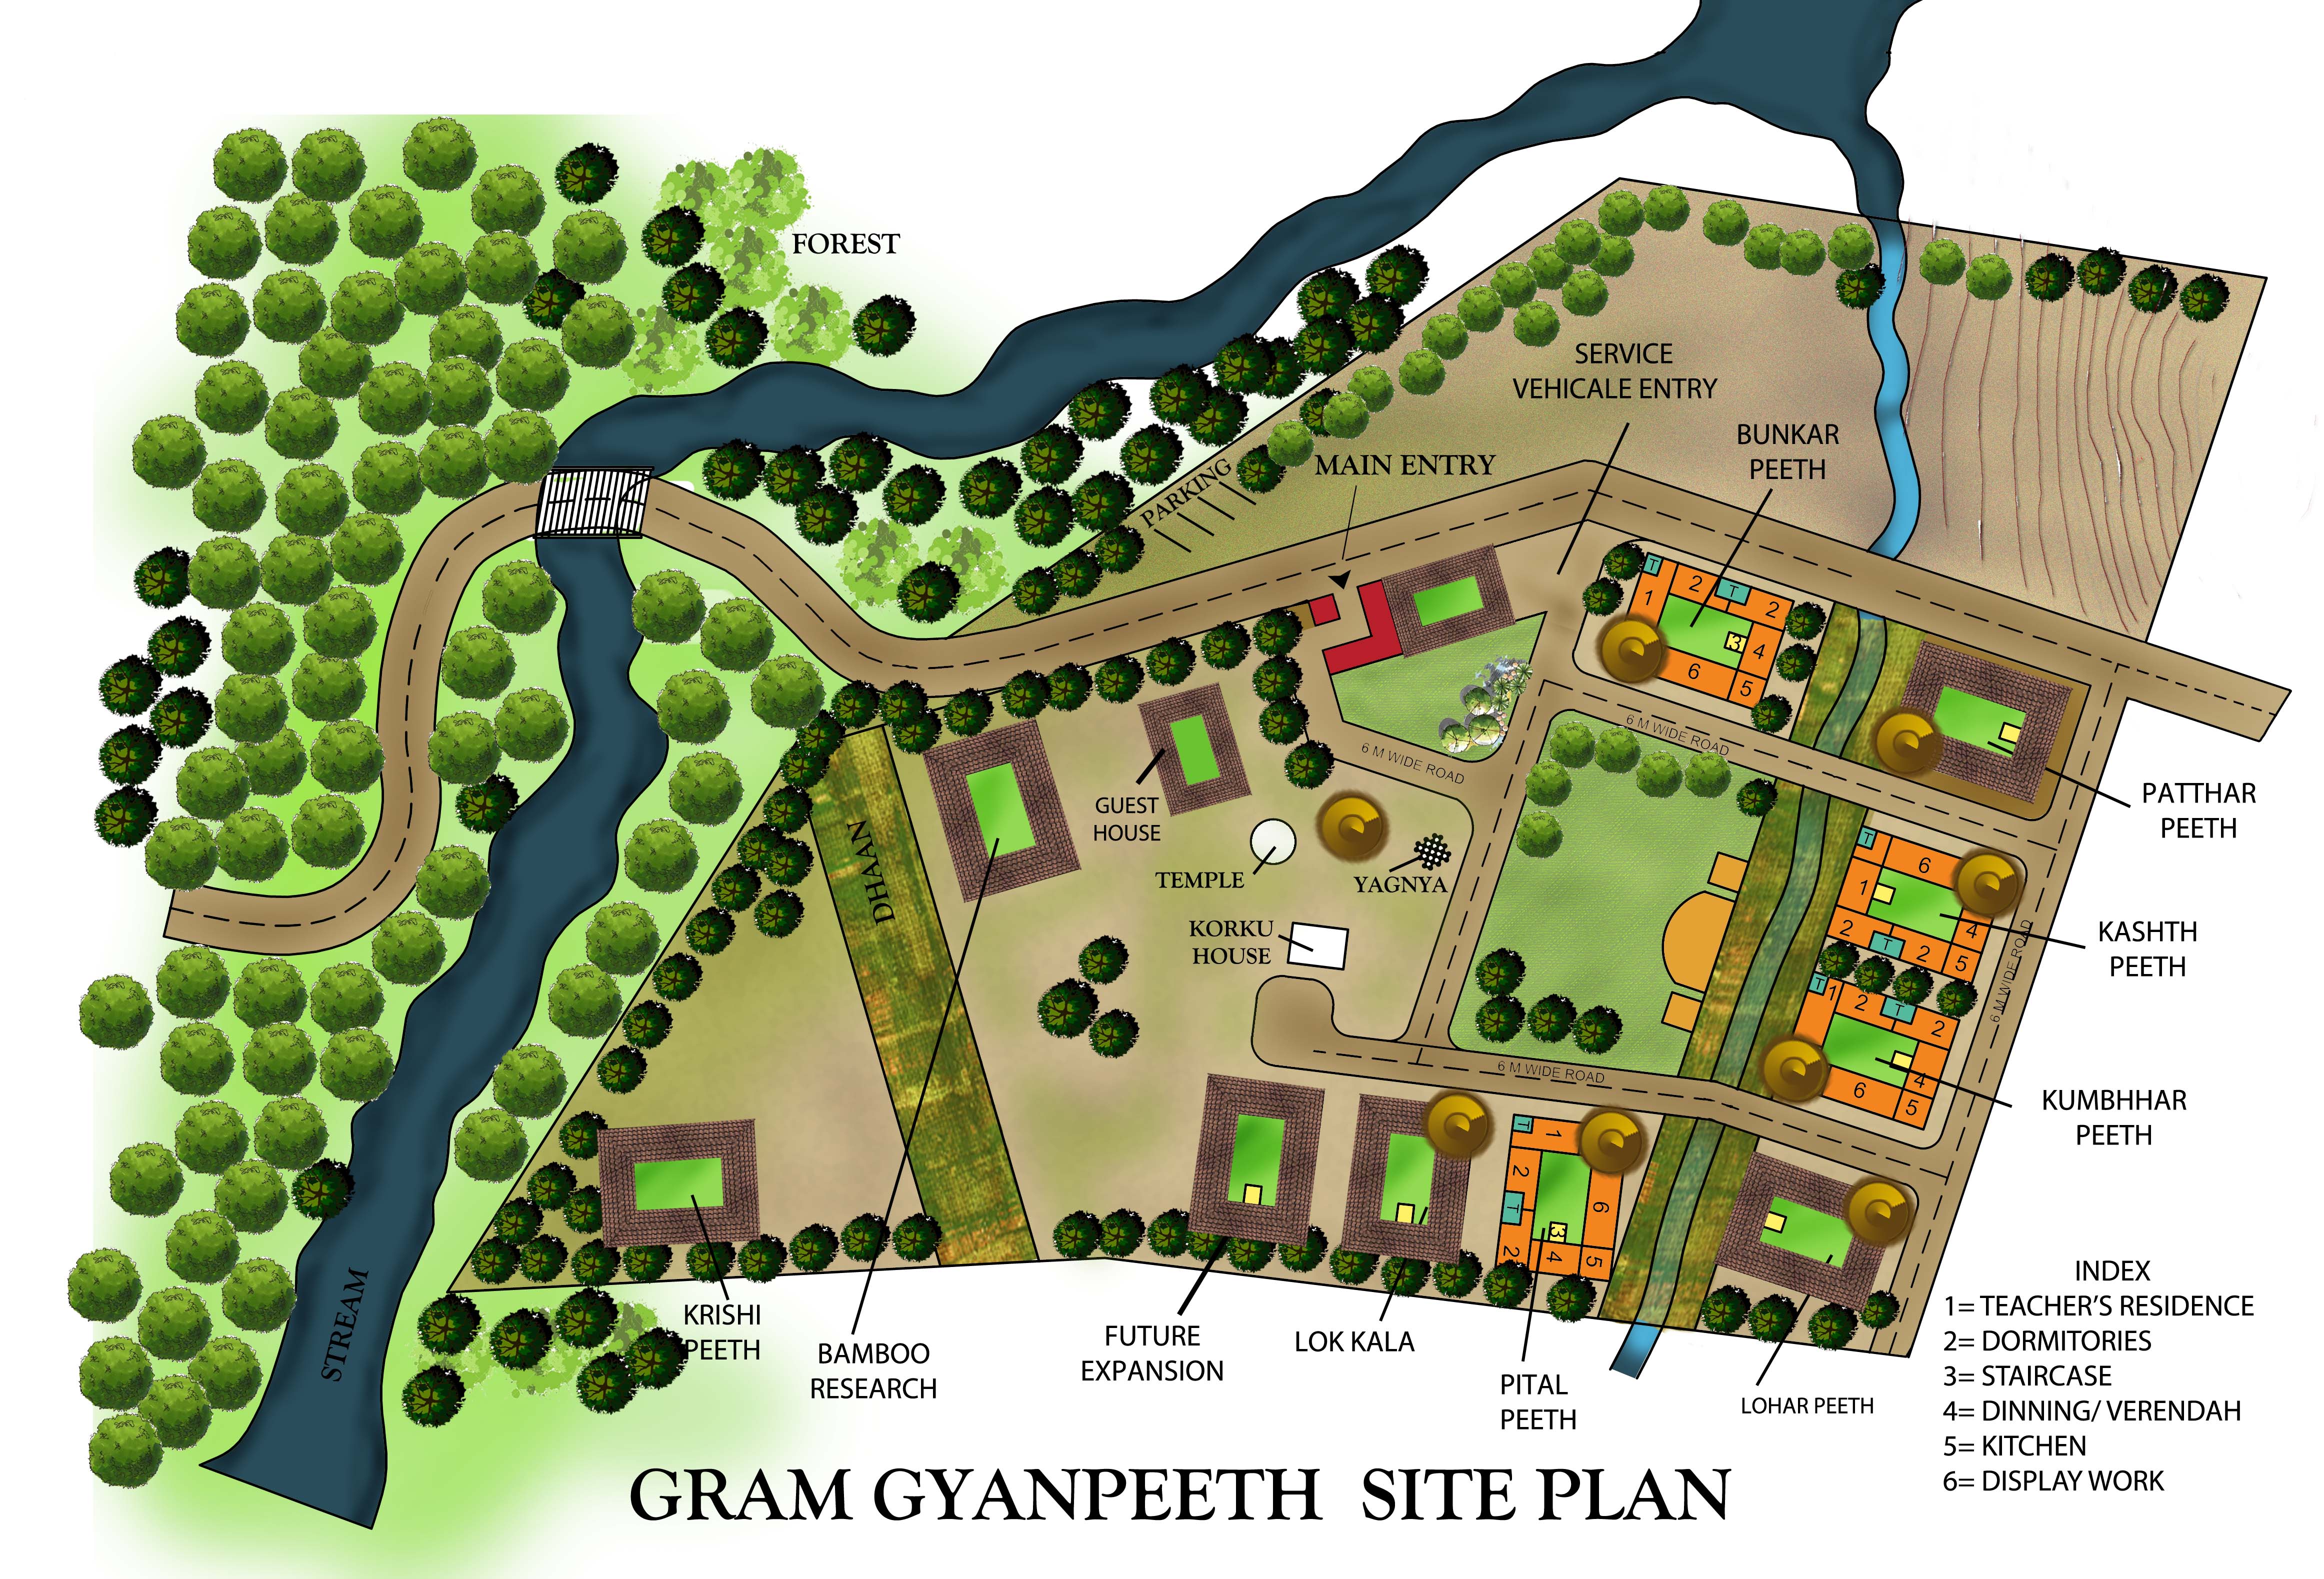 FOREST
SERVICE
VEHICALE ENTRY
BUNKAR
PEETH
MAIN ENTRY
PARKING
T
2
T
2
1
3
4
6
5
6 M WIDE ROAD
6 M WIDE ROAD
PATTHAR
PEETH
GUEST
HOUSE
DHAAN
TEMPLE
YAGNYA
KORKU
HOUSE
T
6
1
4
2
T
2
5
KASHTH
PEETH
6 M WIDE ROAD
T
1
2
T
2
4
6
5
KUMBHHAR
PEETH
6 M WIDE ROAD
T
1
2
6
T
3
2
4
5
STREAM
KRISHI
PEETH
BAMBOO
RESEARCH
FUTURE
EXPANSION
LOK KALA
PITAL
PEETH
LOHAR PEETH
INDEX
1= TEACHER'S RESIDENCE
2= DORMITORIES
3= STAIRCASE
4= DINNING/ VERENDAH
5= KITCHEN
6= DISPLAY WORK
GRAM GYANPEETH SITE PLAN